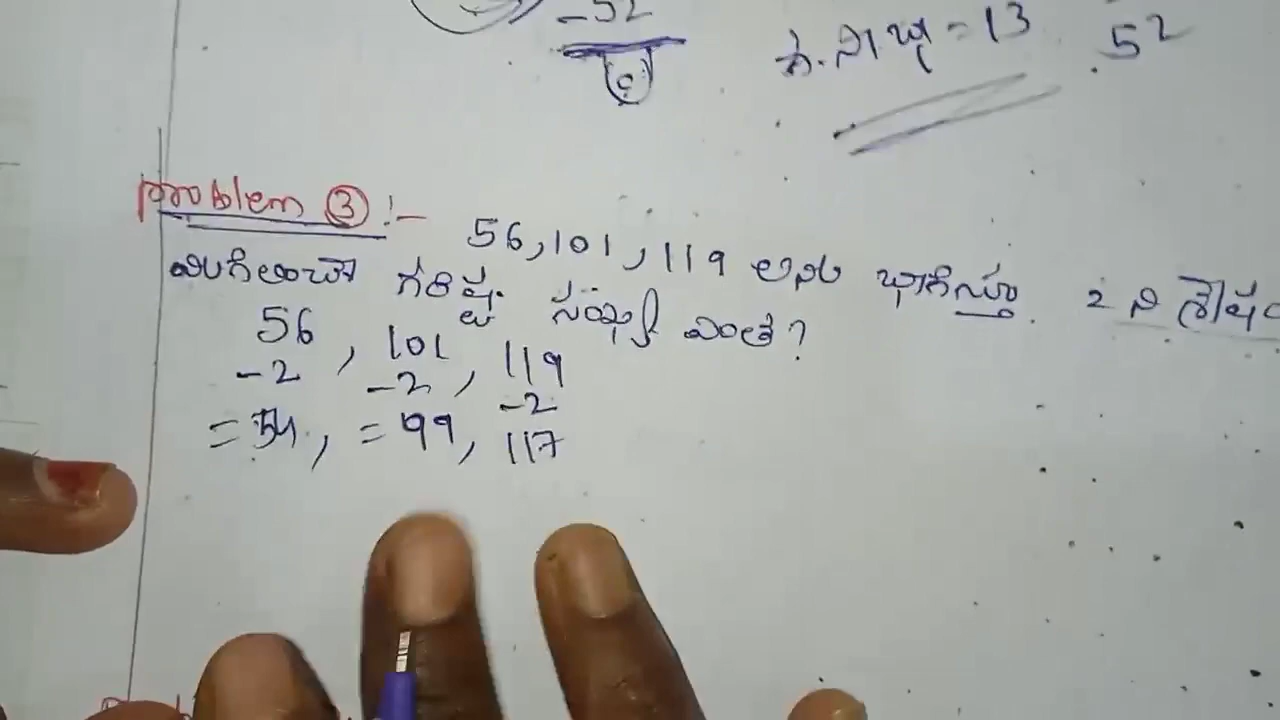 -52
0
= 13
52
Problem ③ :-
56, 101, 119 ಅನು ಭಾಗಿಸ್ತೂ 2 ನಿ ಶೇಷಂ
ಮಿಗಿಲಂಚೌ ಗರಿಷ್ಟ ಸಂಖ್ಯೆ ಎಂತ?
56 , 101 , 119
-2 -2 -2
= 54 , = 99 , 117